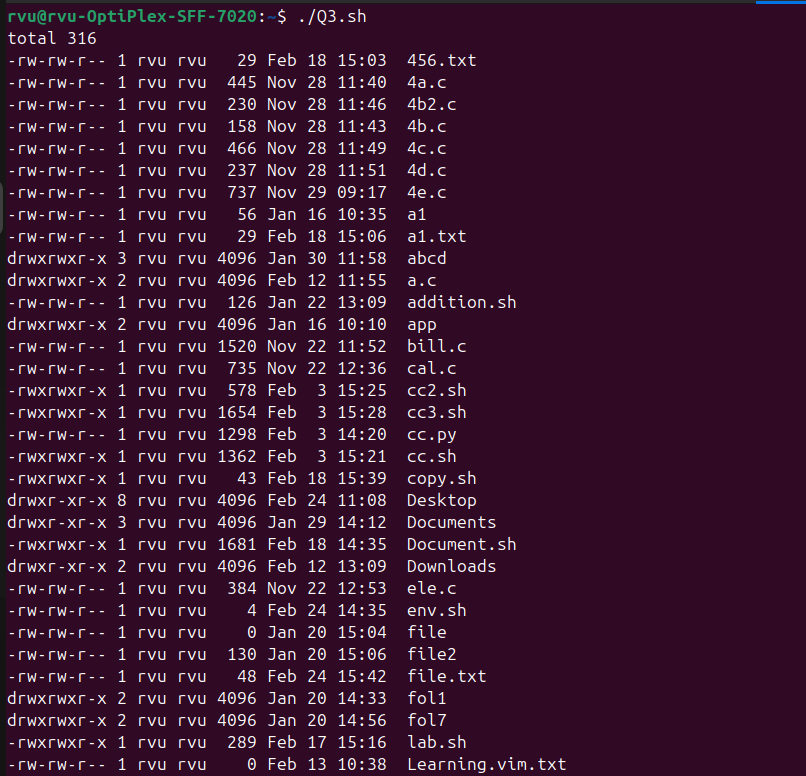 rvu@rvu-OptiPlex-SFF-7020:~$ ./Q3.sh
total 316
-rw-rw-r-- 1 rvu rvu   29 Feb 18 15:03  456.txt
-rw-rw-r-- 1 rvu rvu  445 Nov 28 11:40  4a.c
-rw-rw-r-- 1 rvu rvu  230 Nov 28 11:46  4b2.c
-rw-rw-r-- 1 rvu rvu  158 Nov 28 11:43  4b.c
-rw-rw-r-- 1 rvu rvu  466 Nov 28 11:49  4c.c
-rw-rw-r-- 1 rvu rvu  237 Nov 28 11:51  4d.c
-rw-rw-r-- 1 rvu rvu  737 Nov 29 09:17  4e.c
-rw-rw-r-- 1 rvu rvu   56 Jan 16 10:35  a1
-rw-rw-r-- 1 rvu rvu   29 Feb 18 15:06  a1.txt
drwxrwxr-x 3 rvu rvu 4096 Jan 30 11:58  abcd
drwxrwxr-x 2 rvu rvu 4096 Feb 12 11:55  a.c
-rw-rw-r-- 1 rvu rvu  126 Jan 22 13:09  addition.sh
drwxrwxr-x 2 rvu rvu 4096 Jan 16 10:10  app
-rw-rw-r-- 1 rvu rvu 1520 Nov 22 11:52  bill.c
-rw-rw-r-- 1 rvu rvu  735 Nov 22 12:36  cal.c
-rwxrwxr-x 1 rvu rvu  578 Feb  3 15:25  cc2.sh
-rwxrwxr-x 1 rvu rvu 1654 Feb  3 15:28  cc3.sh
-rw-rw-r-- 1 rvu rvu 1298 Feb  3 14:20  cc.py
-rwxrwxr-x 1 rvu rvu 1362 Feb  3 15:21  cc.sh
-rwxrwxr-x 1 rvu rvu   43 Feb 18 15:39  copy.sh
drwxr-xr-x 8 rvu rvu 4096 Feb 24 11:08  Desktop
drwxr-xr-x 3 rvu rvu 4096 Jan 29 14:12  Documents
-rwxrwxr-x 1 rvu rvu 1681 Feb 18 14:35  Document.sh
drwxr-xr-x 2 rvu rvu 4096 Feb 12 13:09  Downloads
-rw-rw-r-- 1 rvu rvu  384 Nov 22 12:53  ele.c
-rw-rw-r-- 1 rvu rvu    4 Feb 24 14:35  env.sh
-rw-rw-r-- 1 rvu rvu    0 Jan 20 15:04  file
-rw-rw-r-- 1 rvu rvu  130 Jan 20 15:06  file2
-rw-rw-r-- 1 rvu rvu   48 Feb 24 15:42  file.txt
drwxrwxr-x 2 rvu rvu 4096 Jan 20 14:33  fol1
drwxrwxr-x 2 rvu rvu 4096 Jan 20 14:56  fol7
-rwxrwxr-x 1 rvu rvu  289 Feb 17 15:16  lab.sh
-rw-rw-r-- 1 rvu rvu    0 Feb 13 10:38  Learning.vim.txt